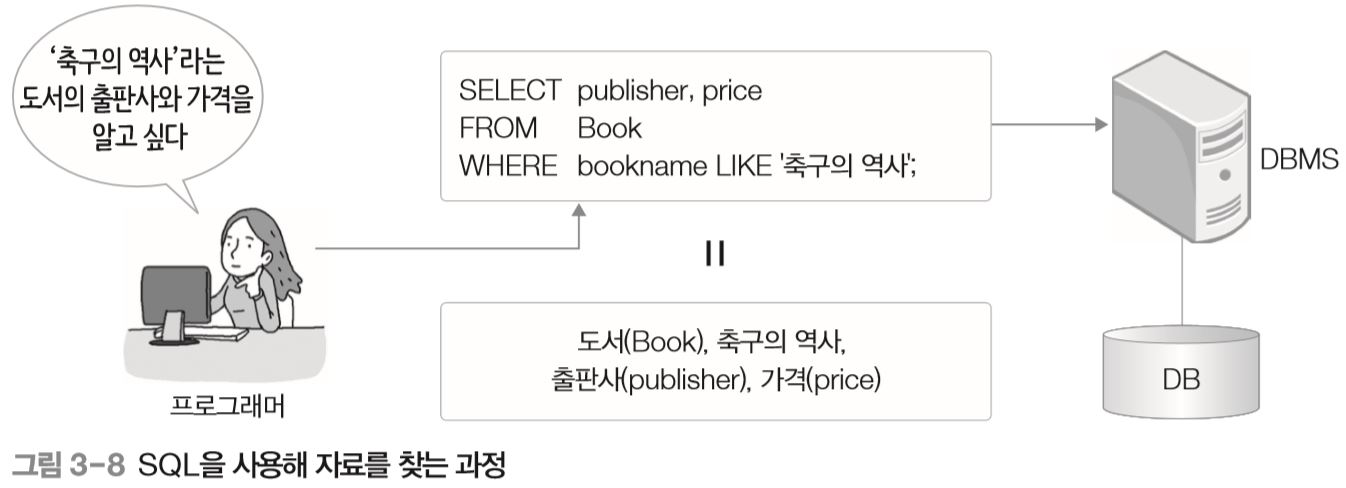 ‘축구의 역사’라는
도서의 출판사와 가격을
알고 싶다
프로그래머
SELECT publisher, price
FROM Book
WHERE bookname LIKE '축구의 역사';
=
도서(Book), 축구의 역사,
출판사(publisher), 가격(price)
DBMS
DB
그림 3-8 SQL을 사용해 자료를 찾는 과정